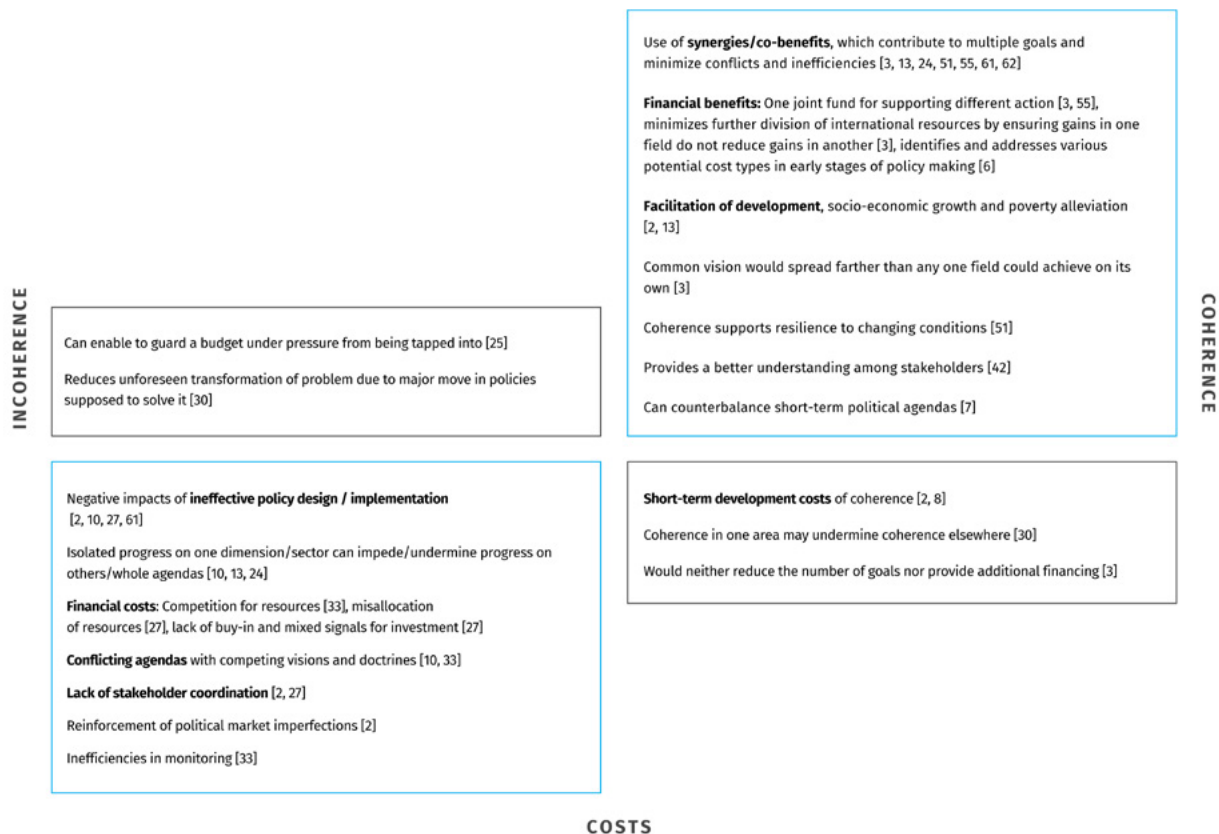 Use of synergies/co-benefits, which contribute to multiple goals and
minimize conflicts and inefficiencies [3, 13, 24, 51, 55, 61, 62]
Financial benefits: One joint fund for supporting different action [3, 55],
minimizes further division of international resources by ensuring gains in one
field do not reduce gains in another [3], identifies and addresses various
potential cost types in early stages of policy making [6]
Facilitation of development, socio-economic growth and poverty alleviation
[2, 13]
Common vision would spread farther than any one field could achieve on its
own [3]
Coherence supports resilience to changing conditions [51]
Provides a better understanding among stakeholders [42]
Can counterbalance short-term political agendas [7]
INCOHERENCE
COHERENCE
Can enable to guard a budget under pressure from being tapped into [25]
Reduces unforeseen transformation of problem due to major move in policies
supposed to solve it [30]
Negative impacts of ineffective policy design / implementation
[2, 10, 27, 61]
Isolated progress on one dimension/sector can impede/undermine progress on
others/whole agendas [10, 13, 24]
Financial costs: Competition for resources [33], misallocation
of resources [27], lack of buy-in and mixed signals for investment [27]
Conflicting agendas with competing visions and doctrines [10, 33]
Lack of stakeholder coordination [2, 27]
Reinforcement of political market imperfections [2]
Inefficiencies in monitoring [33]
Short-term development costs of coherence [2, 8]
Coherence in one area may undermine coherence elsewhere [30]
Would neither reduce the number of goals nor provide additional financing [3]
COSTS